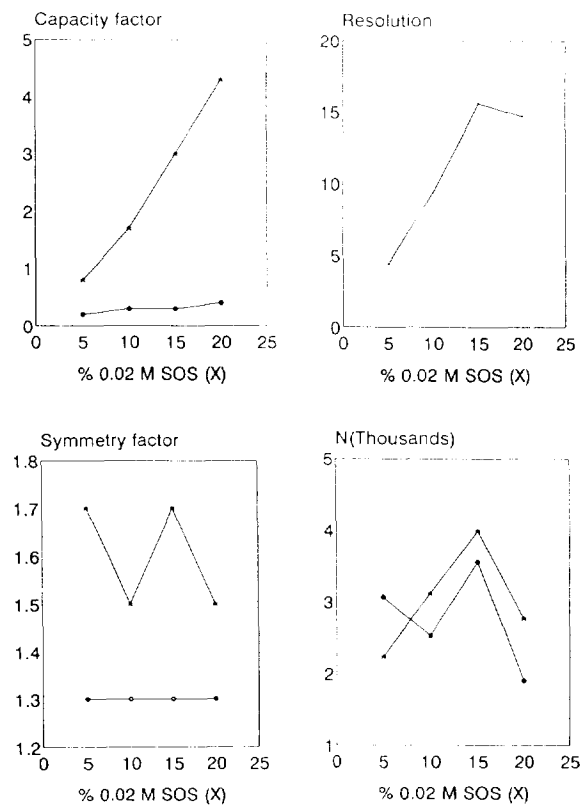 Capacity factor
5
4
3
2
1
0
0 5 10 15 20 25
% 0.02 M SOS (X)
Resolution
20
15
10
5
0
0 5 10 15 20 25
% 0.02 M SOS (X)
Symmetry factor
1.8
1.7
1.6
1.5
1.4
1.3
1.2
0 5 10 15 20 25
% 0.02 M SOS (X)
N(Thousands)
5
4
3
2
1
0 5 10 15 20 25
% 0.02 M SOS (X)